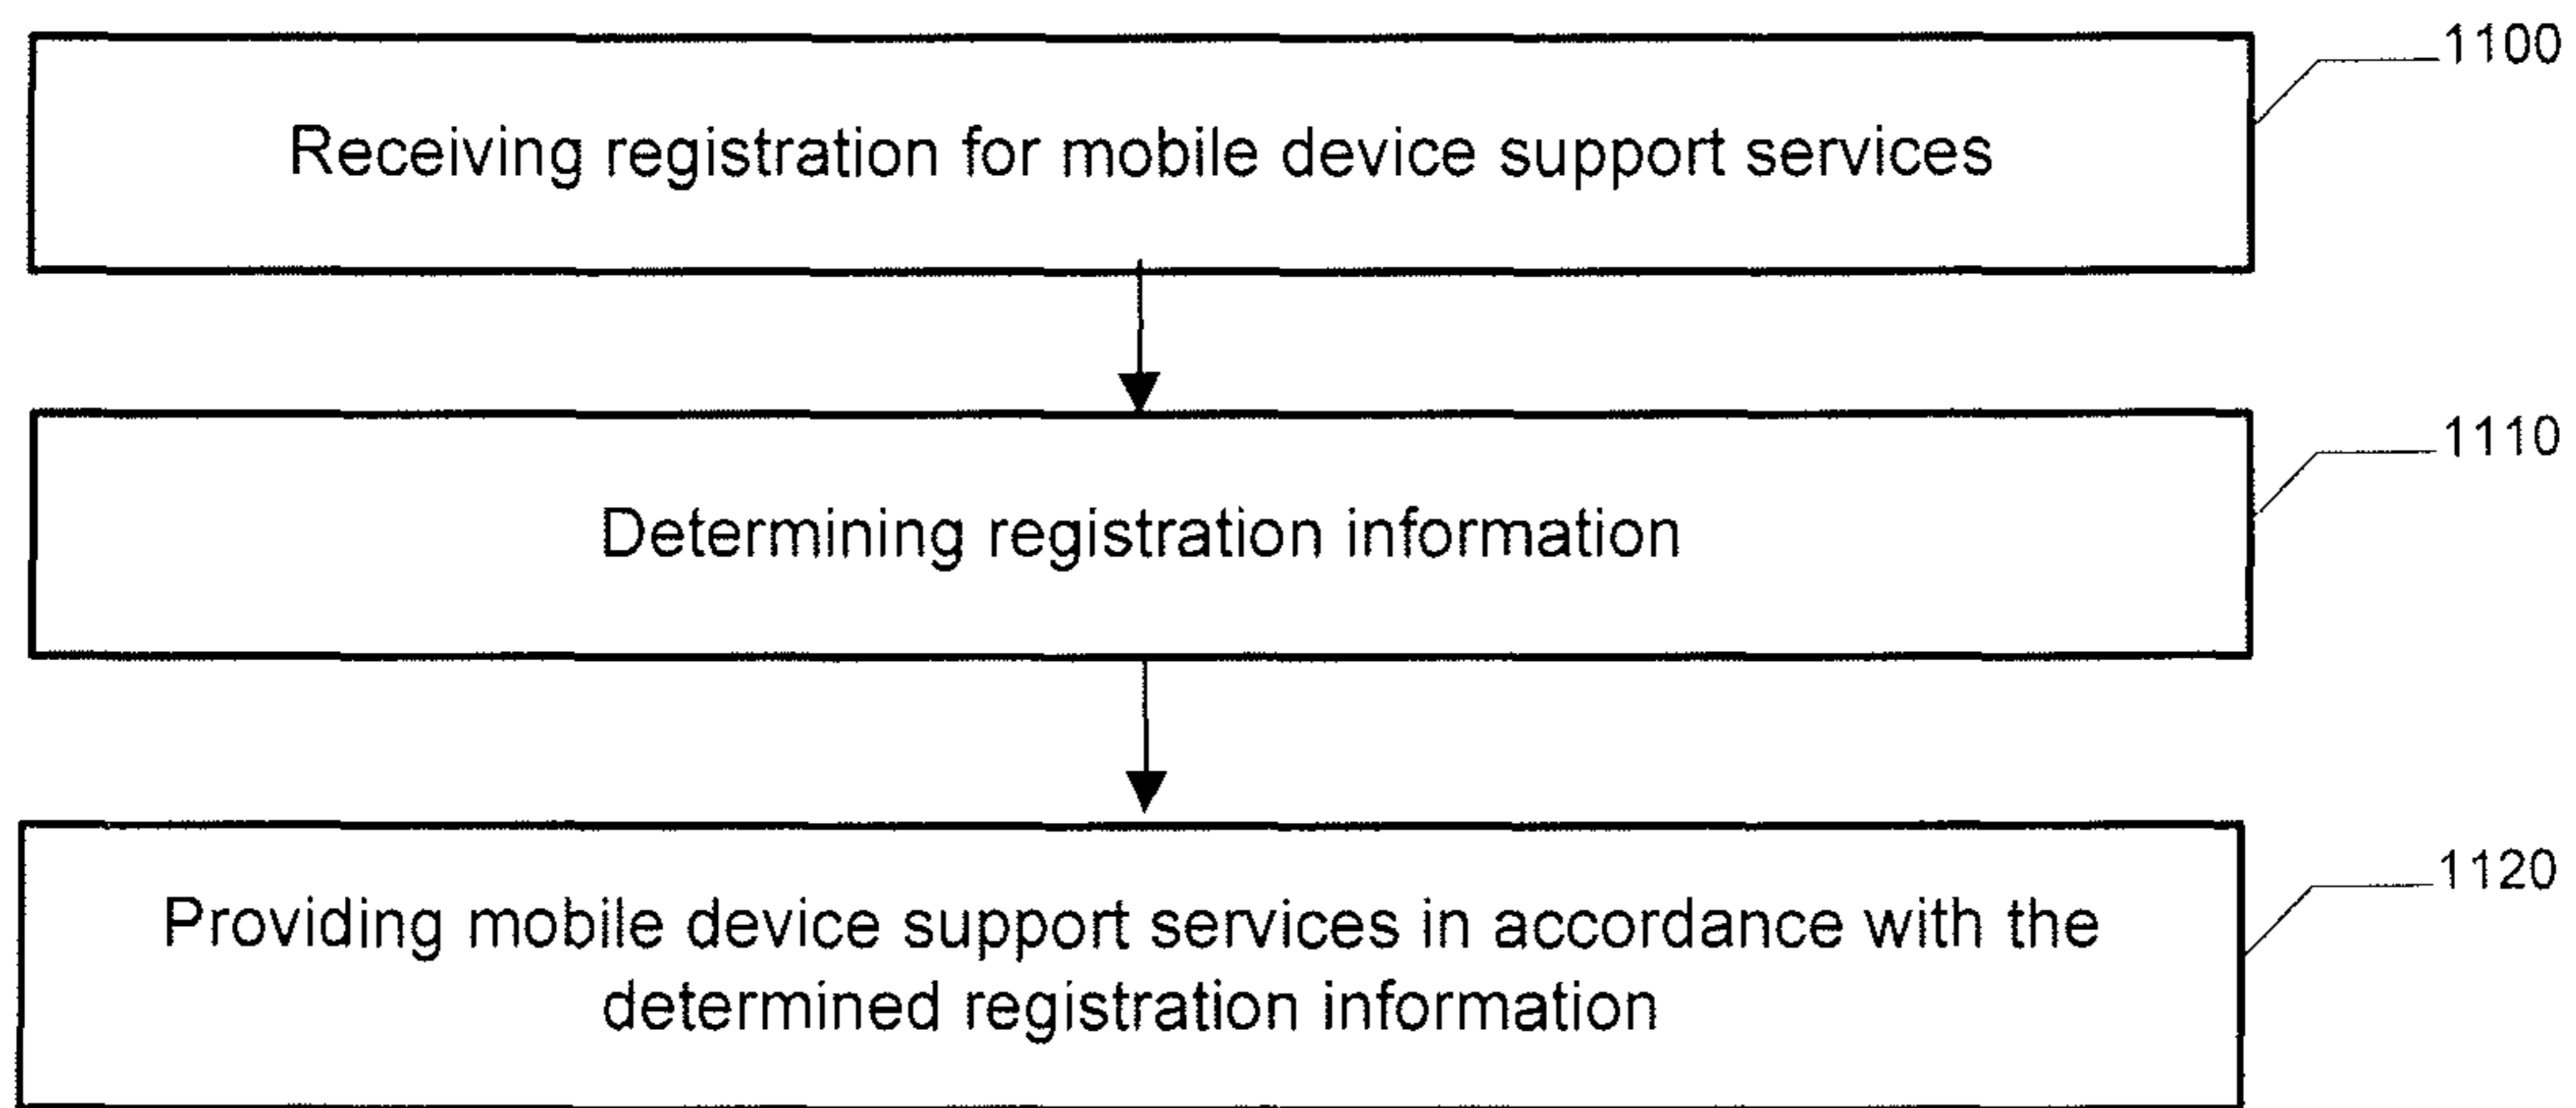 1100
Receiving registration for mobile device support services
1110
Determining registration information
1120
Providing mobile device support services in accordance with the
determined registration information